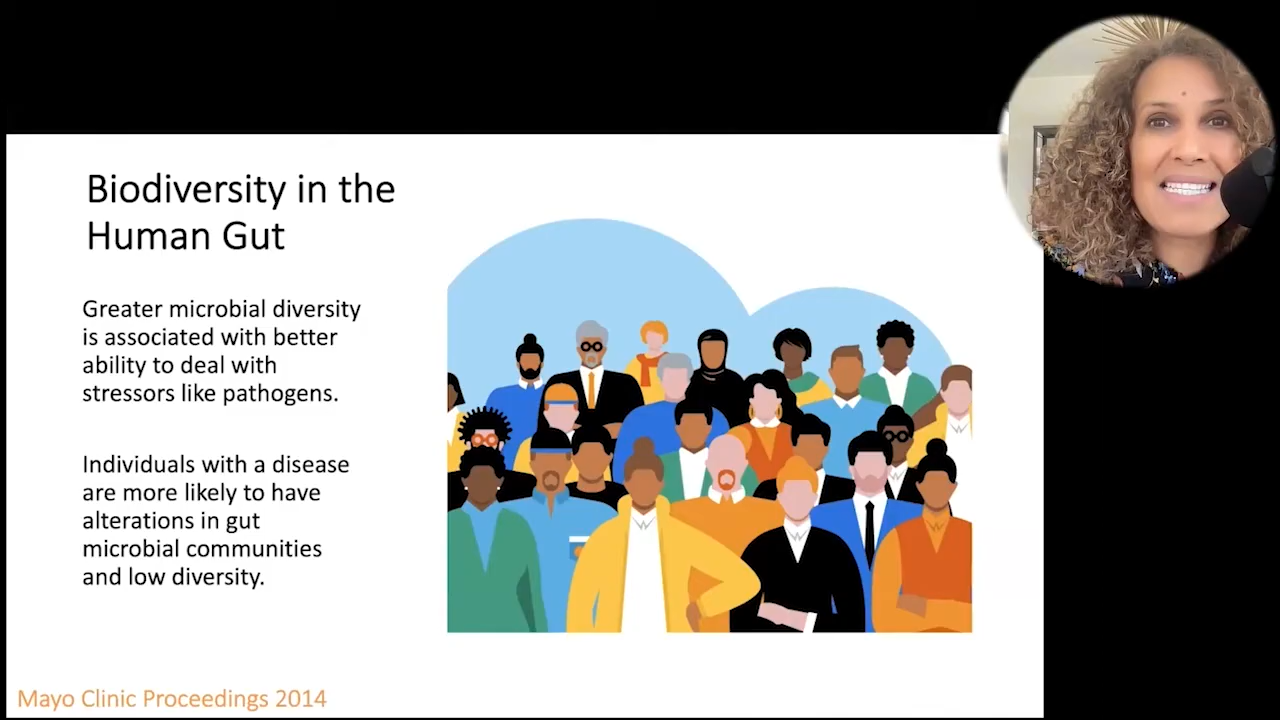 Biodiversity in the
Human Gut
Greater microbial diversity
is associated with better
ability to deal with
stressors like pathogens.
Individuals with a disease
are more likely to have
alterations in gut
microbial communities
and low diversity.
Mayo Clinic Proceedings 2014